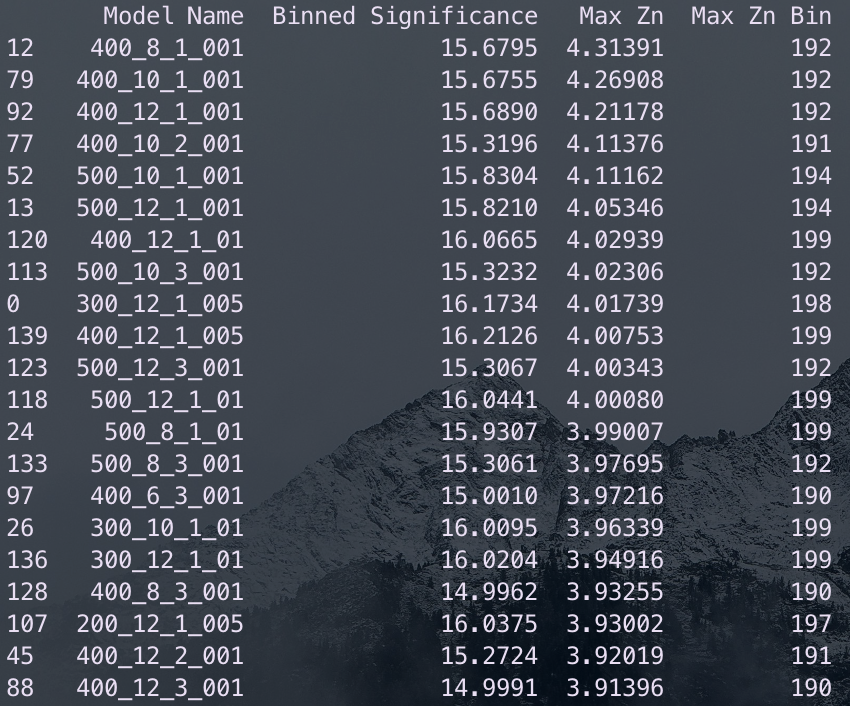 Model Name Binned Significance Max Zn Max Zn Bin
12 400_8_1_001 15.6795 4.31391 192
79 400_10_1_001 15.6755 4.26908 192
92 400_12_1_001 15.6890 4.21178 192
77 400_10_2_001 15.3196 4.11376 191
52 500_10_1_001 15.8304 4.11162 194
13 500_12_1_001 15.8210 4.05346 194
120 400_12_1_01 16.0665 4.02939 199
113 500_10_3_001 15.3232 4.02306 192
0 300_12_1_005 16.1734 4.01739 198
139 400_12_1_005 16.2126 4.00753 199
123 500_12_3_001 15.3067 4.00343 192
118 500_12_1_01 16.0441 4.00080 199
24 500_8_1_01 15.9307 3.99007 199
133 500_8_3_001 15.3061 3.97695 192
97 400_6_3_001 15.0010 3.97216 190
26 300_10_1_01 16.0095 3.96339 199
136 300_12_1_01 16.0204 3.94916 199
128 400_8_3_001 14.9962 3.93255 190
107 200_12_1_005 16.0375 3.93002 197
45 400_12_2_001 15.2724 3.92019 191
88 400_12_3_001 14.9991 3.91396 190